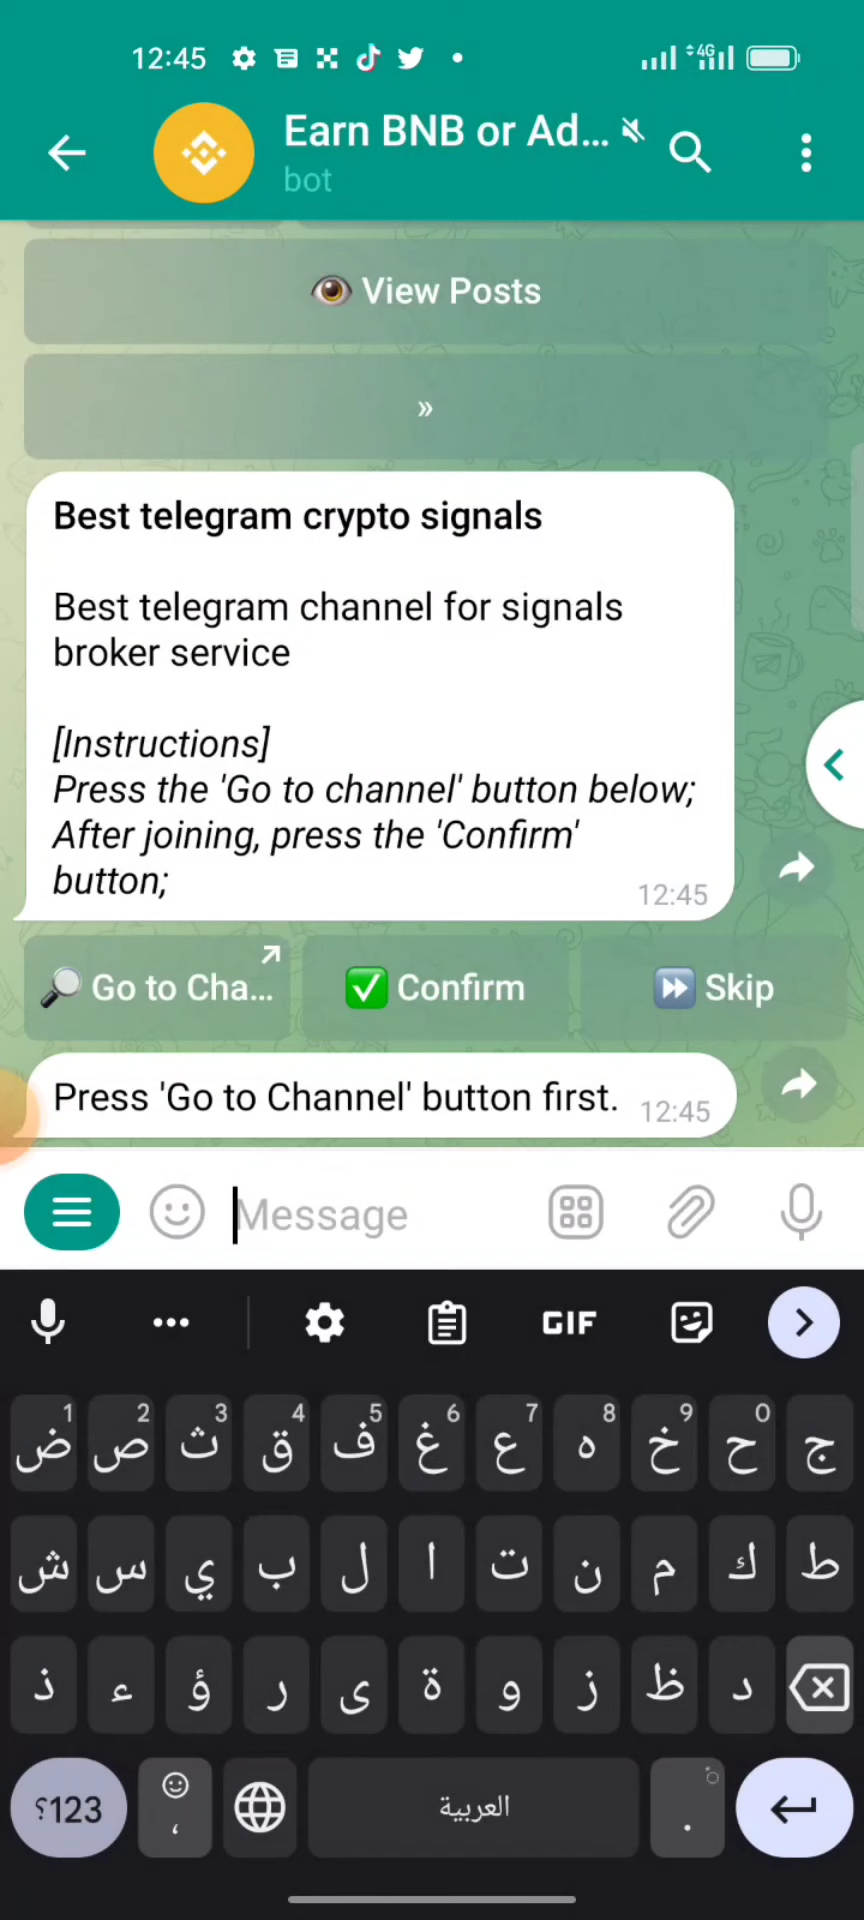 12:45
4G
Earn BNB or Ad...
bot
View Posts
»
Best telegram crypto signals
Best telegram channel for signals
broker service
[Instructions]
Press the 'Go to channel' button below;
After joining, press the 'Confirm'
button;
12:45
Go to Cha...
Confirm
Skip
Press 'Go to Channel' button first.
12:45
Message
GIF
1 2 3 4 5 6 7 8 9 0
ض ص ث ق ف غ ع ه خ ح ج
ش س ي ب ل ا ت ن م ك ط
ذ ء ؤ ر ى ة و ز ظ د
؟123 ، العربية .